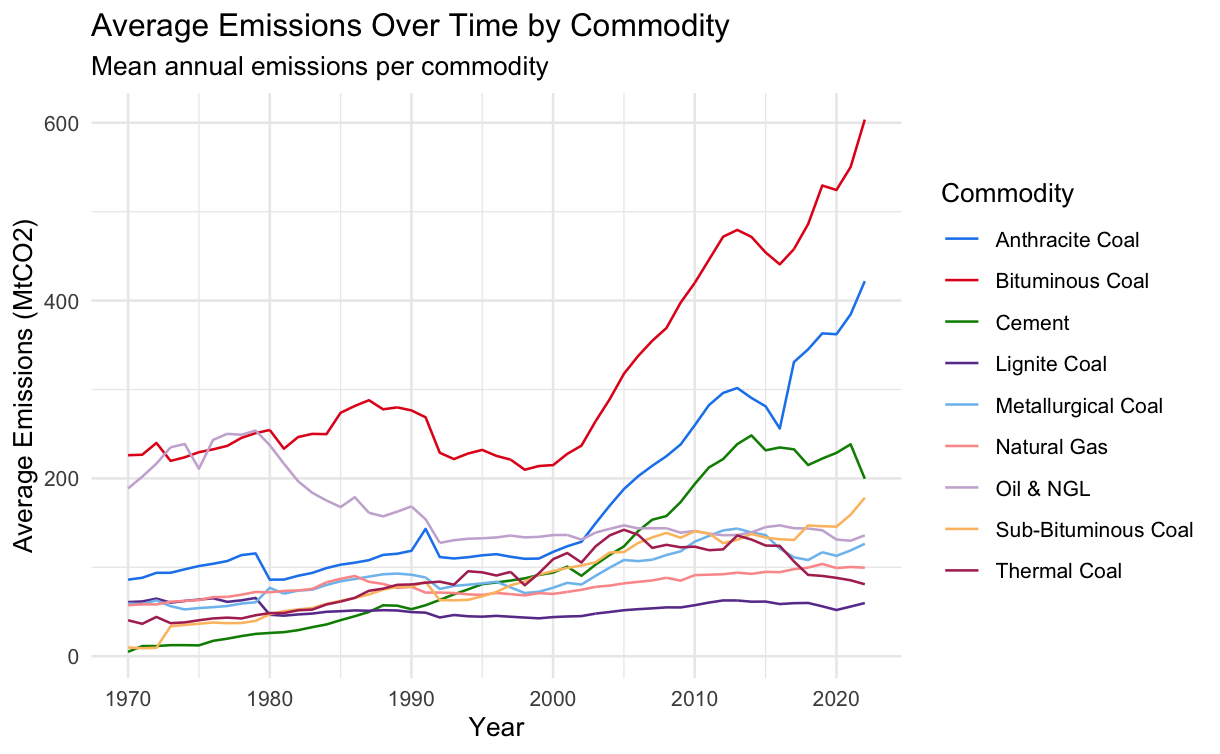 Average Emissions Over Time by Commodity
Mean annual emissions per commodity
Average Emissions (MtCO2)
600
400
200
0
1970 1980 1990 2000 2010 2020
Year
Commodity
Anthracite Coal
Bituminous Coal
Cement
Lignite Coal
Metallurgical Coal
Natural Gas
Oil & NGL
Sub-Bituminous Coal
Thermal Coal